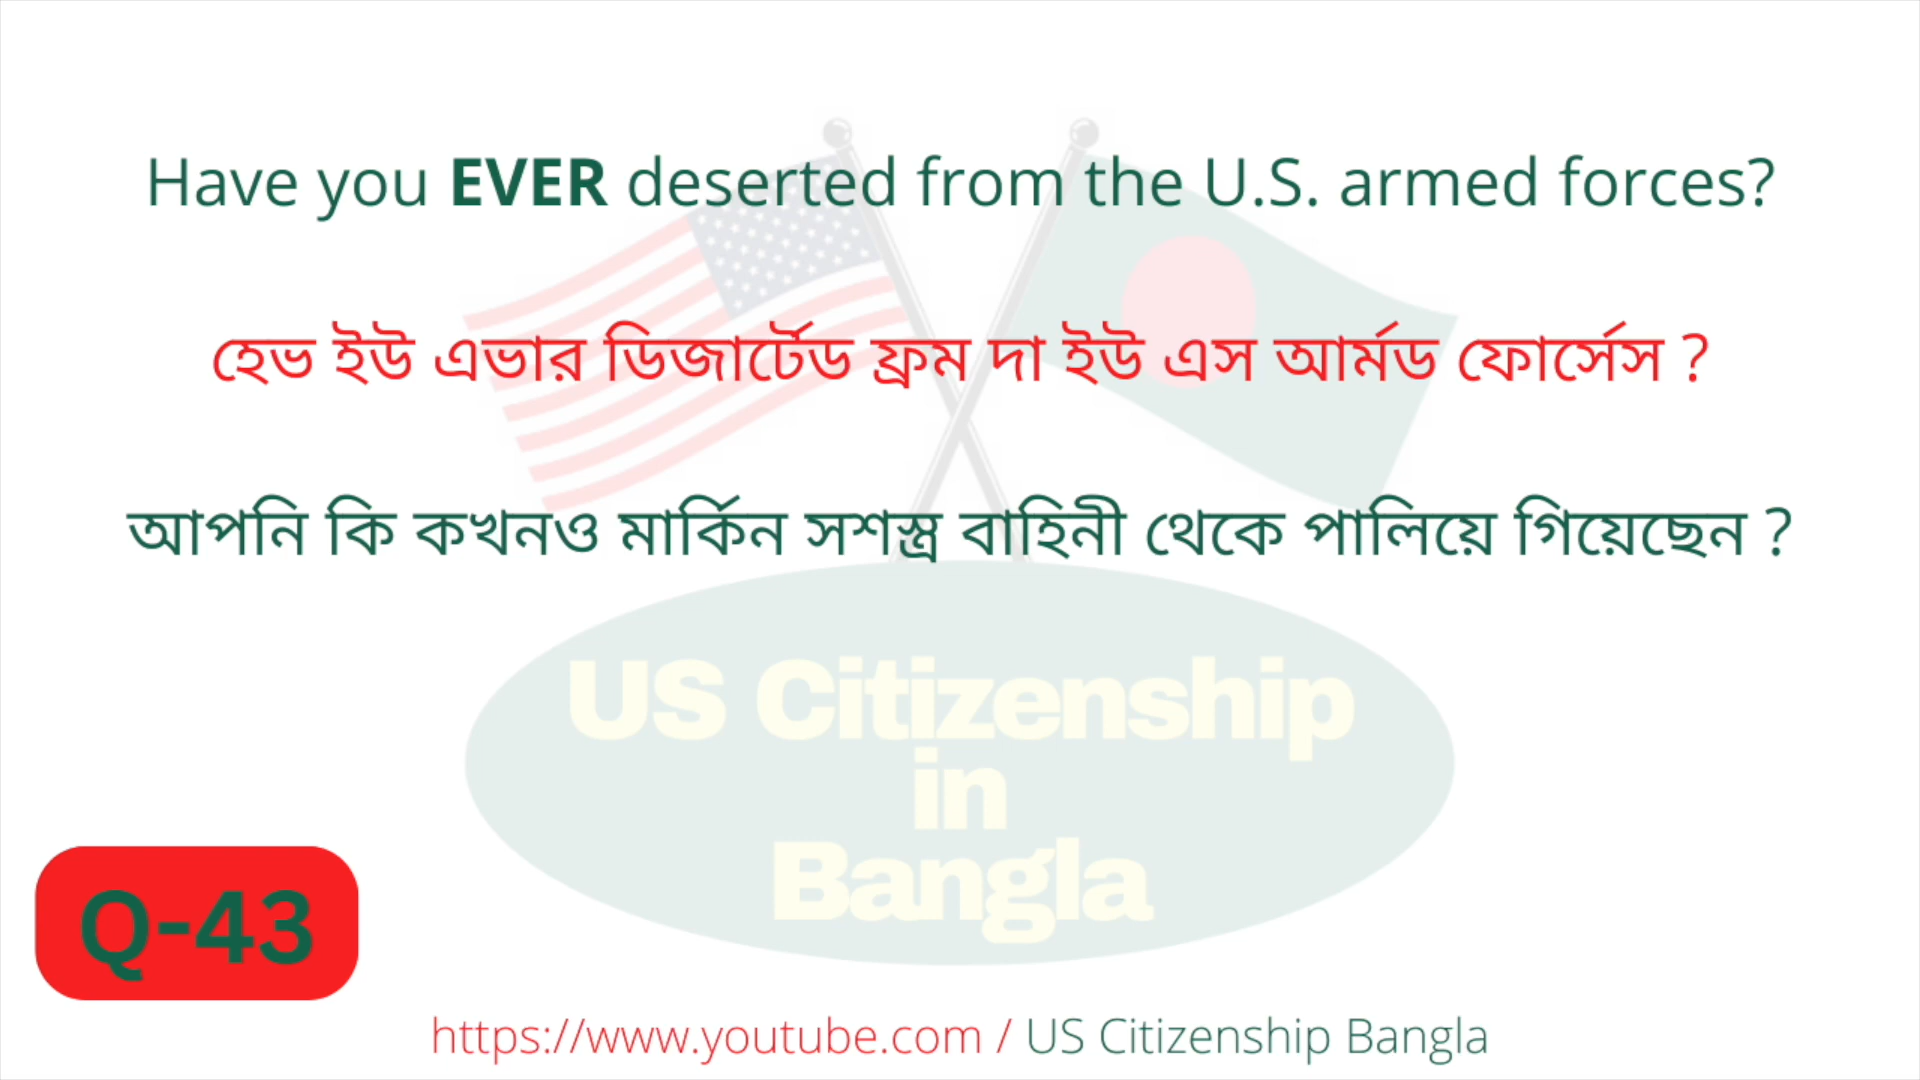 Have you EVER deserted from the U.S. armed forces?
হেভ ইউ এভার ডিজার্টেড ফ্রম দা ইউ এস আর্মড ফোর্সেস ?
আপনি কি কখনও মার্কিন সশস্ত্র বাহিনী থেকে পালিয়ে গিয়েছেন ?
US Citizenship
in
Bangla
Q-43
https://www.youtube.com / US Citizenship Bangla